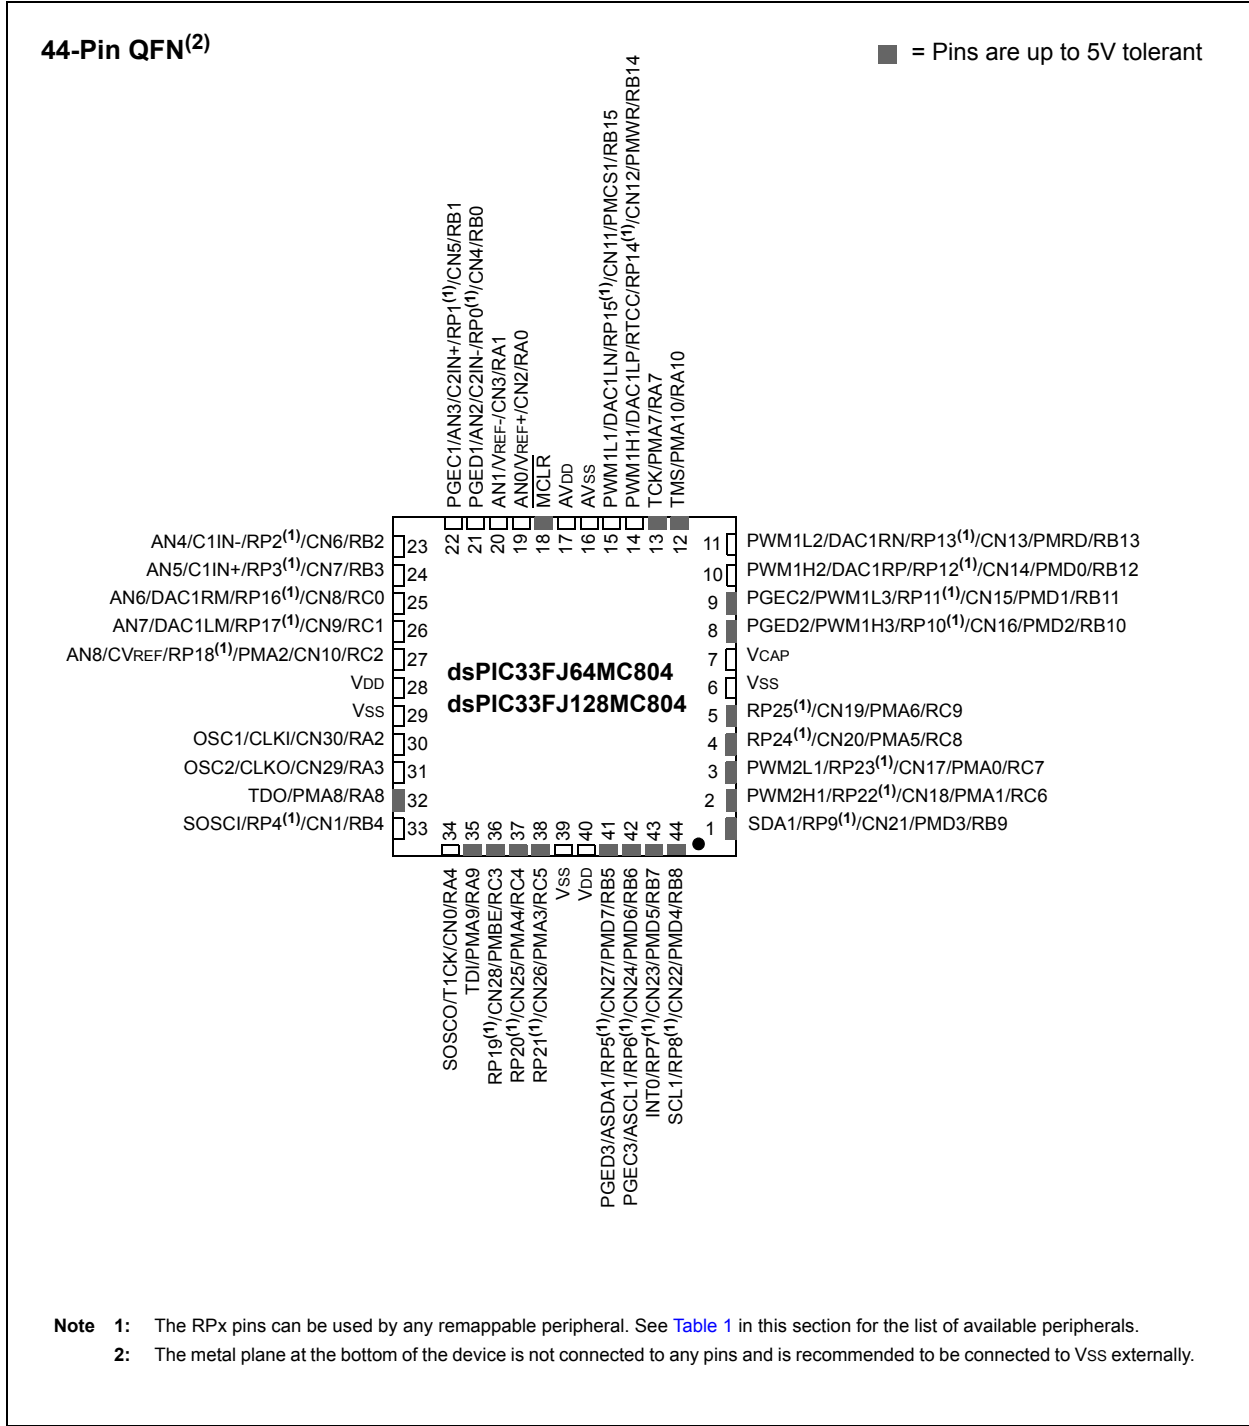 44-Pin QFN(2)
= Pins are up to 5V tolerant
PGEC1/AN3/C2IN+/RP1(1)/CN5/RB1
PGED1/AN2/C2IN-/RP0(1)/CN4/RB0
AN1/VREF-/CN3/RA1
AN0/VREF+/CN2/RA0
MCLR
AVDD
AVSS
PWM1L1/DAC1LN/RP15(1)/CN11/PMCS1/RB15
PWM1H1/DAC1LP/RTCC/RP14(1)/CN12/PMWR/RB14
TCK/PMA7/RA7
TMS/PMA10/RA10
22 21 20 19 18 17 16 15 14 13 12
AN4/C1IN-/RP2(1)/CN6/RB2 23
AN5/C1IN+/RP3(1)/CN7/RB3 24
AN6/DAC1RM/RP16(1)/CN8/RC0 25
AN7/DAC1LM/RP17(1)/CN9/RC1 26
AN8/CVREF/RP18(1)/PMA2/CN10/RC2 27
VDD 28
VSS 29
OSC1/CLKI/CN30/RA2 30
OSC2/CLKO/CN29/RA3 31
TDO/PMA8/RA8 32
SOSCI/RP4(1)/CN1/RB4 33
dsPIC33FJ64MC804
dsPIC33FJ128MC804
11 PWM1L2/DAC1RN/RP13(1)/CN13/PMRD/RB13
10 PWM1H2/DAC1RP/RP12(1)/CN14/PMD0/RB12
9 PGEC2/PWM1L3/RP11(1)/CN15/PMD1/RB11
8 PGED2/PWM1H3/RP10(1)/CN16/PMD2/RB10
7 VCAP
6 VSS
5 RP25(1)/CN19/PMA6/RC9
4 RP24(1)/CN20/PMA5/RC8
3 PWM2L1/RP23(1)/CN17/PMA0/RC7
2 PWM2H1/RP22(1)/CN18/PMA1/RC6
1 SDA1/RP9(1)/CN21/PMD3/RB9
34 35 36 37 38 39 40 41 42 43 44
SOSCO/T1CK/CN0/RA4
TDI/PMA9/RA9
RP19(1)/CN28/PMBE/RC3
RP20(1)/CN25/PMA4/RC4
RP21(1)/CN26/PMA3/RC5
VSS
VDD
PGED3/ASDA1/RP5(1)/CN27/PMD7/RB5
PGEC3/ASCL1/RP6(1)/CN24/PMD6/RB6
INT0/RP7(1)/CN23/PMD5/RB7
SCL1/RP8(1)/CN22/PMD4/RB8
Note 1: The RPx pins can be used by any remappable peripheral. See Table 1 in this section for the list of available peripherals.
2: The metal plane at the bottom of the device is not connected to any pins and is recommended to be connected to VSS externally.